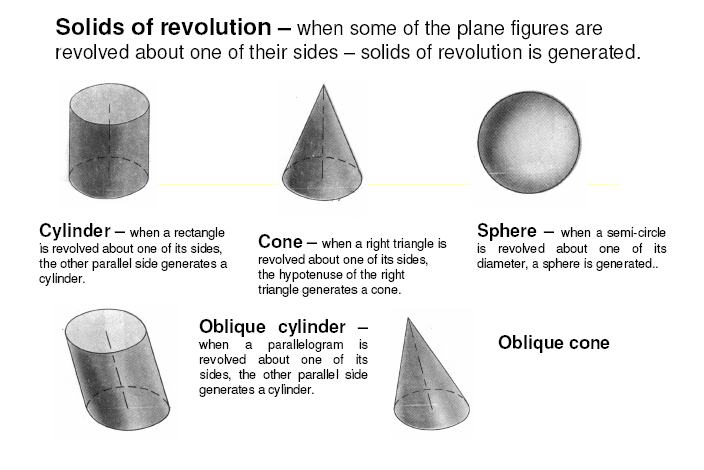 Solids of revolution – when some of the plane figures are
revolved about one of their sides – solids of revolution is generated.
Cylinder – when a rectangle
is revolved about one of its sides,
the other parallel side generates a
cylinder.
Cone – when a right triangle is
revolved about one of its sides,
the hypotenuse of the right
triangle generates a cone.
Sphere – when a semi-circle
is revolved about one of its
diameter, a sphere is generated..
Oblique cylinder –
when a parallelogram is
revolved about one of its
sides, the other parallel side
generates a cylinder.
Oblique cone